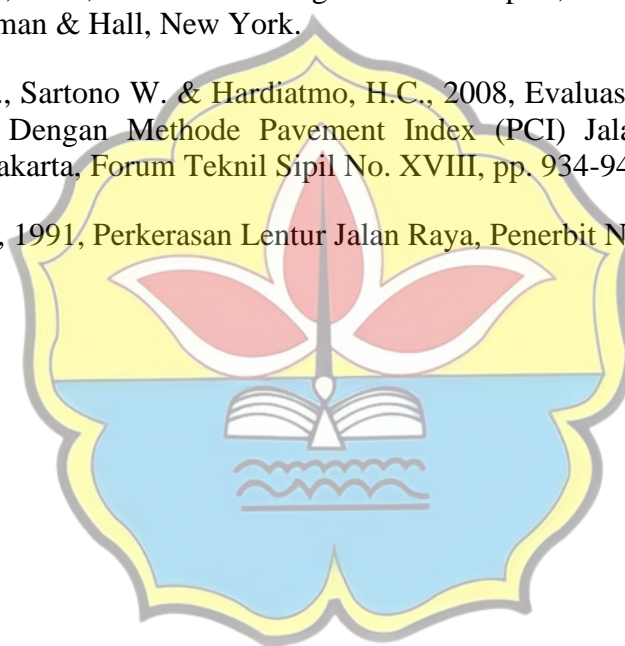 man & Hall, New York.
., Sartono W. & Hardiatmo, H.C., 2008, Evaluas
Dengan Methode Pavement Index (PCI) Jala
akarta, Forum Teknil Sipil No. XVIII, pp. 934-94
, 1991, Perkerasan Lentur Jalan Raya, Penerbit N